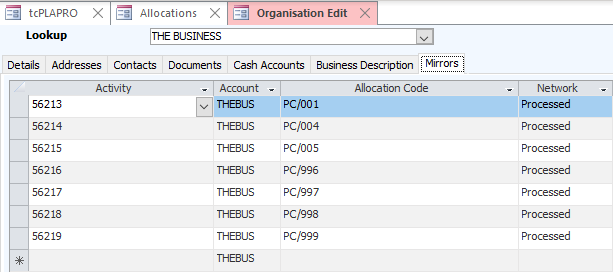 tcPLAPRO Allocations Organisation Edit
Lookup THE BUSINESS
Details Addresses Contacts Documents Cash Accounts Business Description Mirrors
Activity Account Allocation Code Network
56213 THEBUS PC/001 Processed
56214 THEBUS PC/004 Processed
56215 THEBUS PC/005 Processed
56216 THEBUS PC/996 Processed
56217 THEBUS PC/997 Processed
56218 THEBUS PC/998 Processed
56219 THEBUS PC/999 Processed
THEBUS